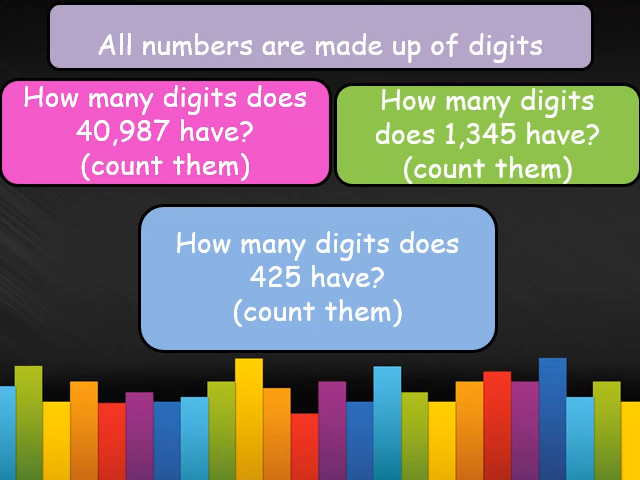 All numbers are made up of digits
How many digits does
40,987 have?
(count them)
How many digits
does 1,345 have?
(count them)
How many digits does
425 have?
(count them)